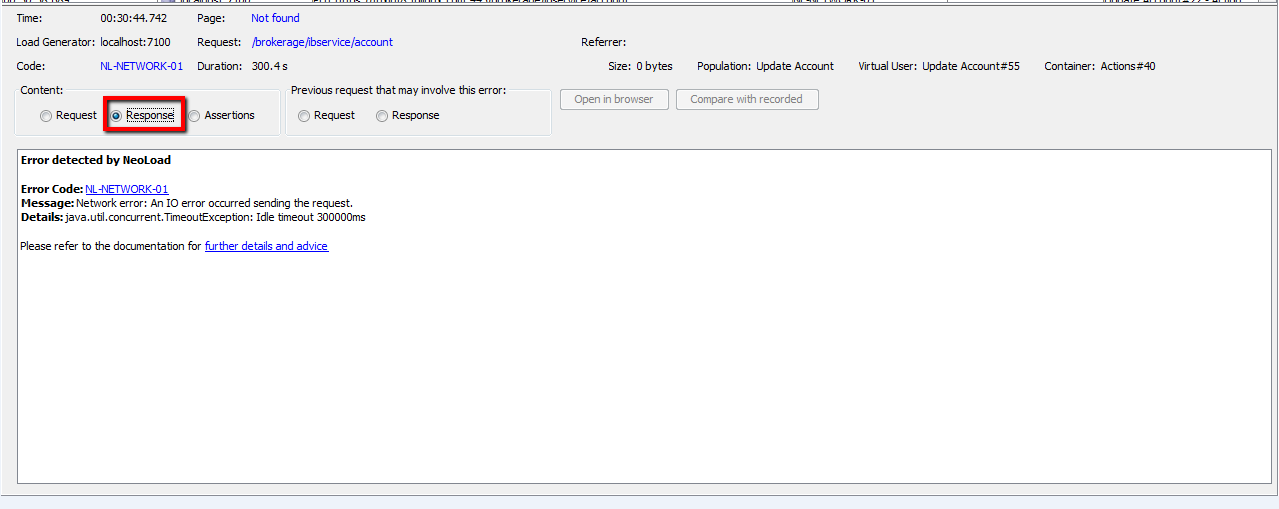 Time: 00:30:44.742 Page: Not found
Load Generator: localhost:7100 Request: /brokerage/ibservice/account Referrer:
Code: NL-NETWORK-01 Duration: 300.4 s Size: 0 bytes Population: Update Account Virtual User: Update Account#55 Container: Actions#40
Content: Previous request that may involve this error:
Request Response Assertions Request Response Open in browser Compare with recorded
Error detected by NeoLoad
Error Code: NL-NETWORK-01
Message: Network error: An IO error occurred sending the request.
Details: java.util.concurrent.TimeoutException: Idle timeout 300000ms
Please refer to the documentation for further details and advice